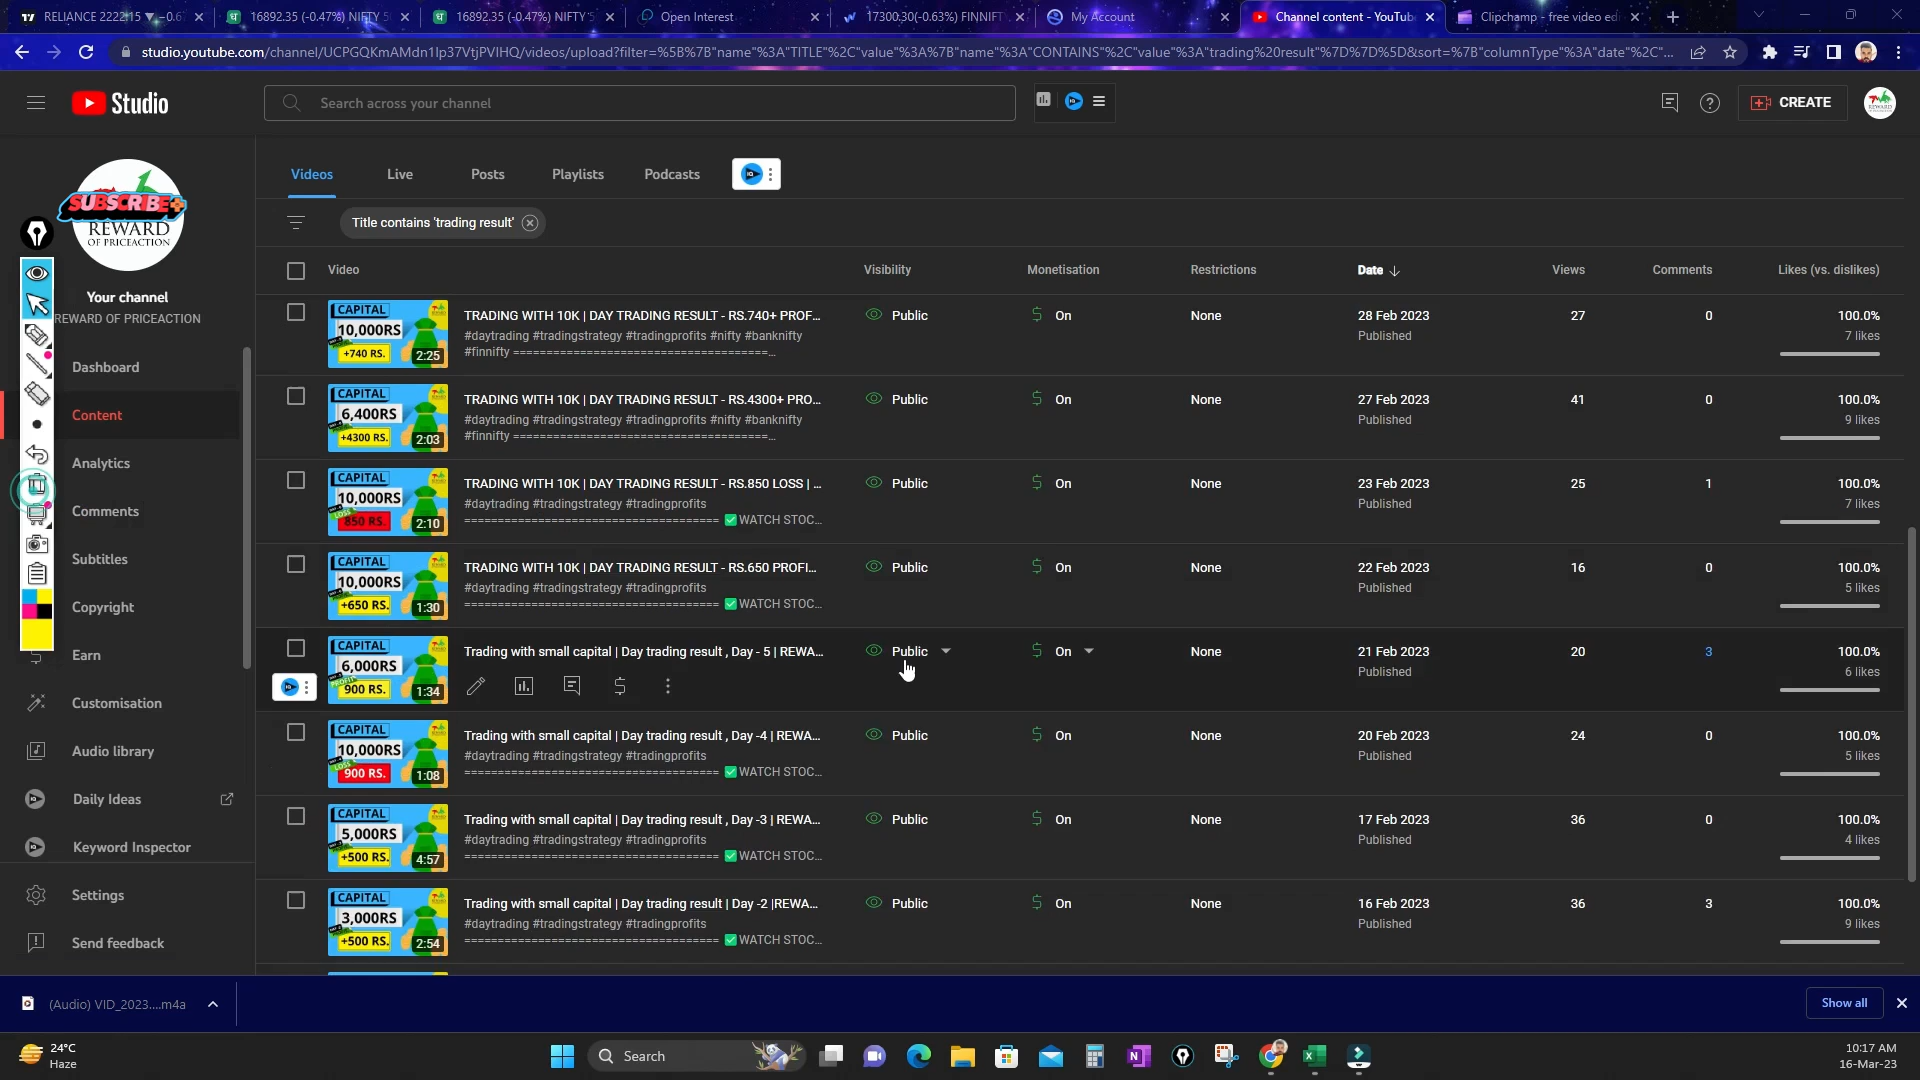 RELIANCE 2222.15 ▼ −0.6
16892.35 (-0.47%) NIFTY 5
16892.35 (-0.47%) NIFTY 5
Open Interest
17300.30(-0.63%) FINNIFT
My Account
Channel content - YouTube
Clipchamp - free video edi
studio.youtube.com/channel/UCPGQKmAMdn1Ip37VtjPVIHQ/videos/upload?filter=%5B%7B"name"%3A"TITLE"%2C"value"%3A%7B"name"%3A"CONTAINS"%2C"value"%3A"trading%20result"%7D%7D%5D&sort=%7B"columnType"%3A"date"%2C"...
Studio
Search across your channel
CREATE
SUBSCRIBE
REWARD
OF PRICEACTION
Your channel
REWARD OF PRICEACTION
Dashboard
Content
Analytics
Comments
Subtitles
Copyright
Earn
Customisation
Audio library
Daily Ideas
Keyword Inspector
Settings
Send feedback
Videos
Live
Posts
Playlists
Podcasts
Title contains 'trading result'
Video
Visibility
Monetisation
Restrictions
Date
Views
Comments
Likes (vs. dislikes)
CAPITAL
10,000RS
+740 RS.
2:25
TRADING WITH 10K | DAY TRADING RESULT - RS.740+ PROF...
#daytrading #tradingstrategy #tradingprofits #nifty #banknifty
#finnifty =====================================...
Public
On
None
28 Feb 2023
Published
27
0
100.0%
7 likes
CAPITAL
6,400RS
+4300 RS.
2:03
TRADING WITH 10K | DAY TRADING RESULT - RS.4300+ PRO...
#daytrading #tradingstrategy #tradingprofits #nifty #banknifty
#finnifty =====================================...
Public
On
None
27 Feb 2023
Published
41
0
100.0%
9 likes
CAPITAL
10,000RS
LOSS
850 RS.
2:10
TRADING WITH 10K | DAY TRADING RESULT - RS.850 LOSS | ...
#daytrading #tradingstrategy #tradingprofits
===================================== ✅WATCH STOC...
Public
On
None
23 Feb 2023
Published
25
1
100.0%
7 likes
CAPITAL
10,000RS
+650 RS.
1:30
TRADING WITH 10K | DAY TRADING RESULT - RS.650 PROFI...
#daytrading #tradingstrategy #tradingprofits
===================================== ✅WATCH STOC...
Public
On
None
22 Feb 2023
Published
16
0
100.0%
5 likes
CAPITAL
6,000RS
PROFIT
900 RS.
1:34
Trading with small capital | Day trading result , Day - 5 | REWA...
Public
On
None
21 Feb 2023
Published
20
3
100.0%
6 likes
CAPITAL
10,000RS
LOSS
900 RS.
1:08
Trading with small capital | Day trading result , Day -4 | REWA...
#daytrading #tradingstrategy #tradingprofits
===================================== ✅WATCH STOC...
Public
On
None
20 Feb 2023
Published
24
0
100.0%
5 likes
CAPITAL
5,000RS
+500 RS.
4:57
Trading with small capital | Day trading result , Day -3 | REWA...
#daytrading #tradingstrategy #tradingprofits
===================================== ✅WATCH STOC...
Public
On
None
17 Feb 2023
Published
36
0
100.0%
4 likes
CAPITAL
3,000RS
+500 RS.
2:54
Trading with small capital | Day trading result | Day -2 |REWA...
#daytrading #tradingstrategy #tradingprofits
===================================== ✅WATCH STOC...
Public
On
None
16 Feb 2023
Published
36
3
100.0%
9 likes
(Audio) VID_2023....m4a
Show all
24°C
Haze
Search
10:17 AM
16-Mar-23